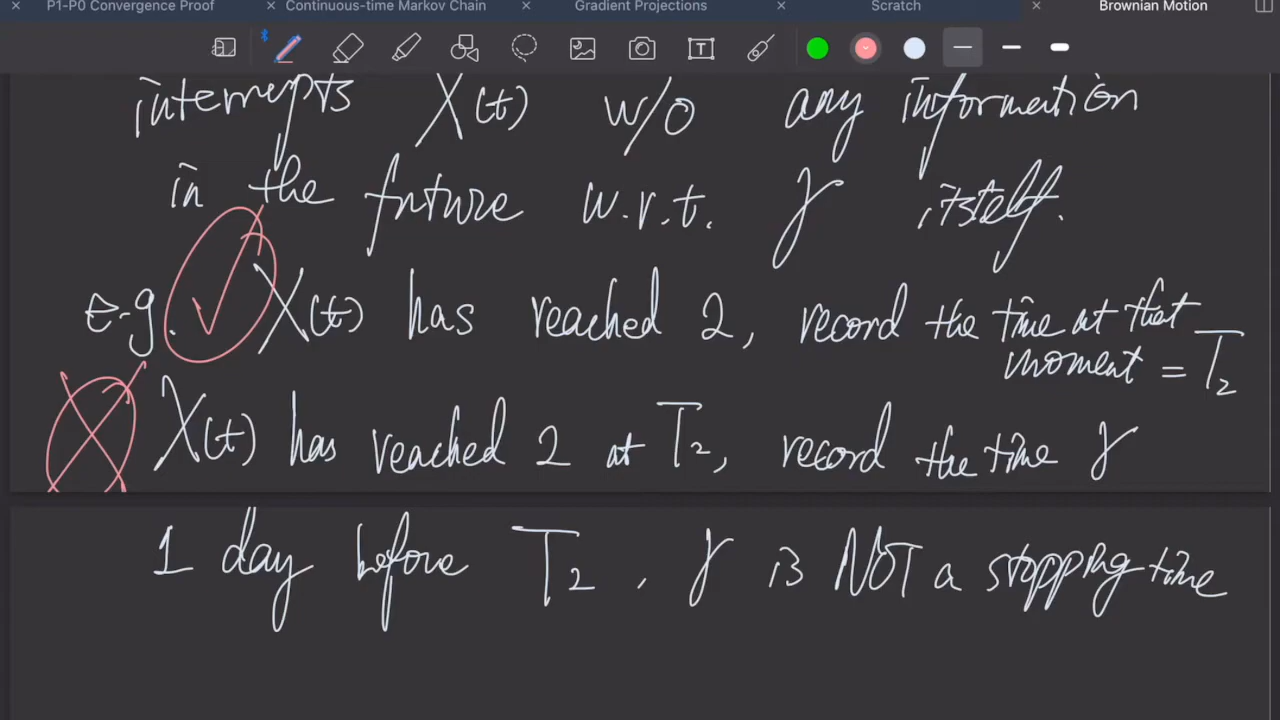 P1-P0 Convergence Proof
Continuous-time Markov Chain
Gradient Projections
Scratch
Brownian Motion
interrupts X(t) w/o any information
in the future w.r.t. γ itself.
e.g. ✓ X(t) has reached 2, record the time at that
moment = T₂
X(t) has reached 2 at T₂, record the time γ
1 day before T₂, γ is NOT a stopping time